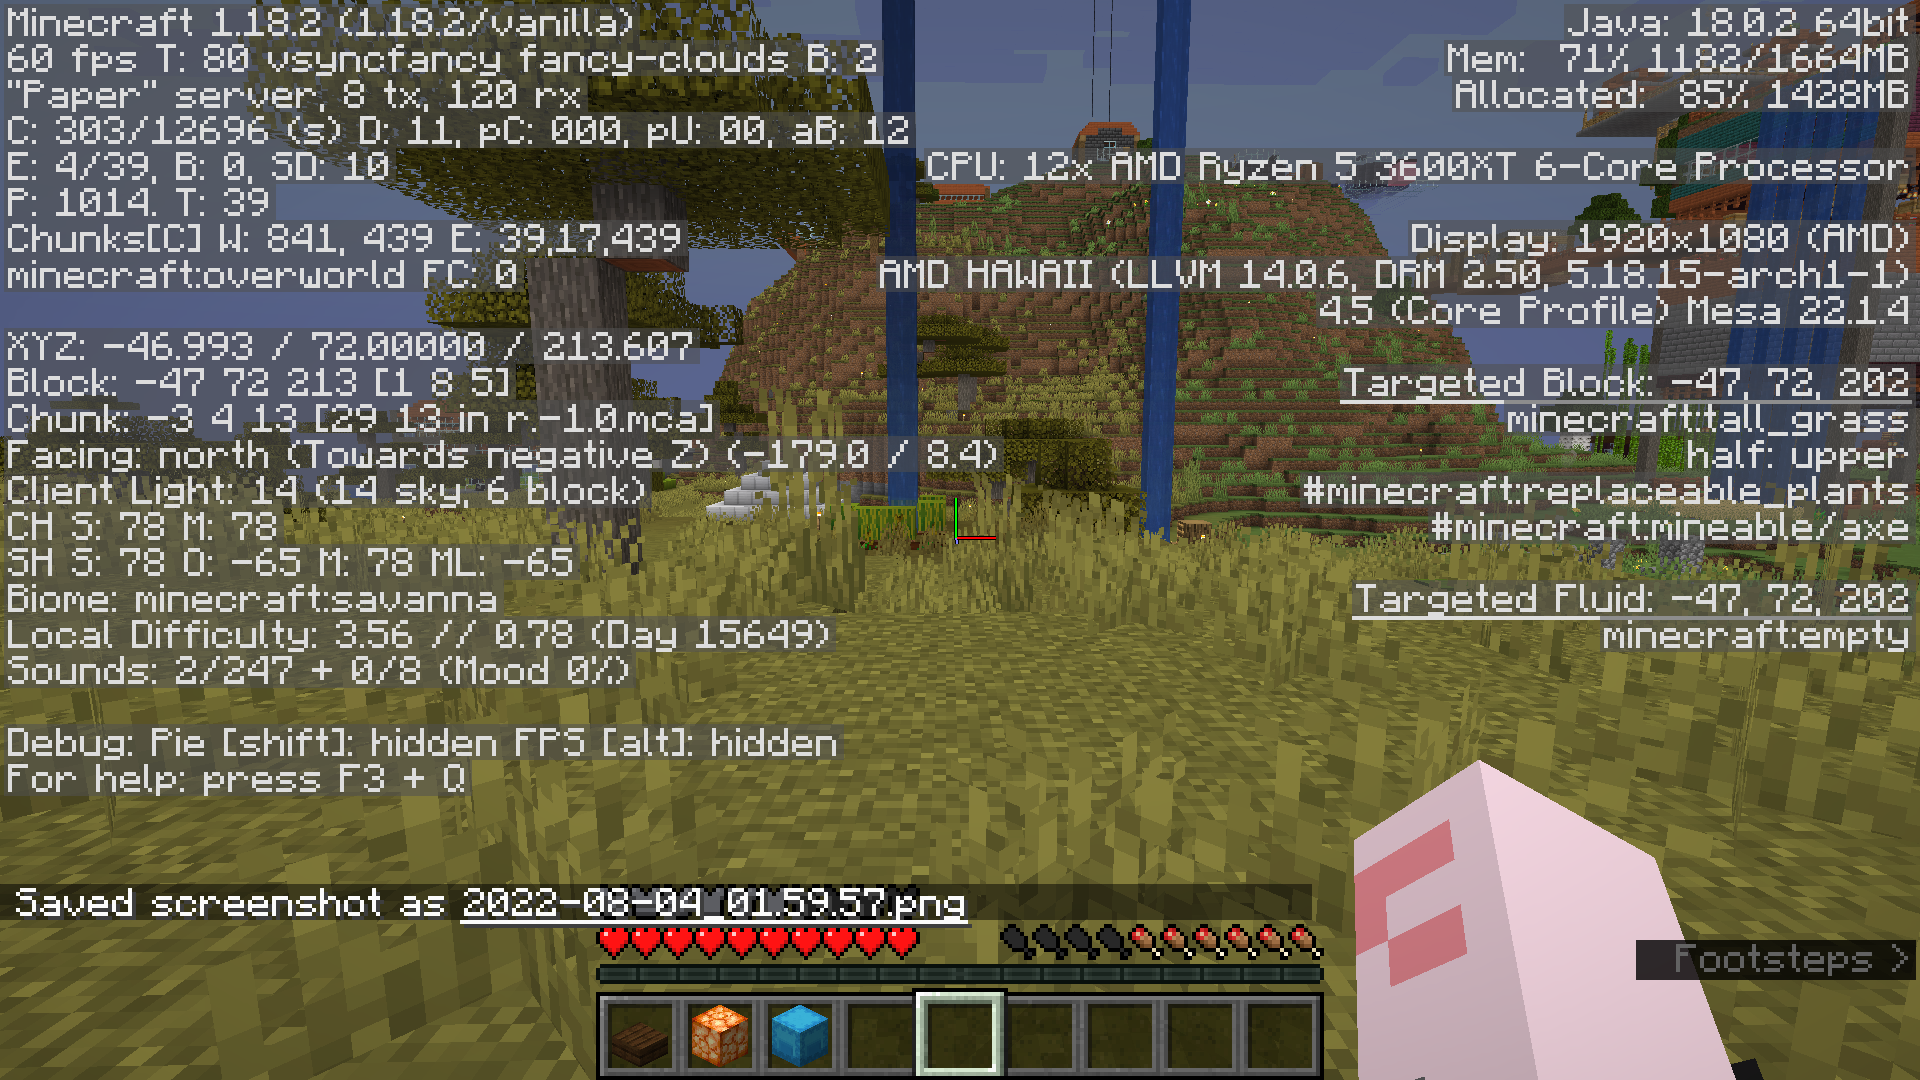 Minecraft 1.18.2 (1.18.2/vanilla)
60 fps T: 80 vsyncfancy fancy-clouds B: 2
"Paper" server, 8 tx, 120 rx
C: 303/12696 (s) D: 11, pC: 000, pU: 00, aB: 12
E: 4/39, B: 0, SD: 10
P: 1014. T: 39
Chunks[C] W: 841, 439 E: 39,17,439
minecraft:overworld FC: 0
XYZ: -46.993 / 72.00000 / 213.607
Block: -47 72 213 [1 8 5]
Chunk: -3 4 13 [29 13 in r.-1.0.mca]
Facing: north (Towards negative Z) (-179.0 / 8.4)
Client Light: 14 (14 sky, 6 block)
CH S: 78 M: 78
SH S: 78 O: -65 M: 78 ML: -65
Biome: minecraft:savanna
Local Difficulty: 3.56 // 0.78 (Day 15649)
Sounds: 2/247 + 0/8 (Mood 0%)
Debug: Pie [shift]: hidden FPS [alt]: hidden
For help: press F3 + Q
Java: 18.0.2 64bit
Mem: 71% 1182/1664MB
Allocated: 85% 1428MB
CPU: 12x AMD Ryzen 5 3600XT 6-Core Processor
Display: 1920x1080 (AMD)
AMD HAWAII (LLVM 14.0.6, DRM 2.50, 5.18.15-arch1-1)
4.5 (Core Profile) Mesa 22.1.4
Targeted Block: -47, 72, 202
minecraft:tall_grass
half: upper
#minecraft:replaceable_plants
#minecraft:mineable/axe
Targeted Fluid: -47, 72, 202
minecraft:empty
Saved screenshot as 2022-08-04_01.59.57.png
Footsteps >